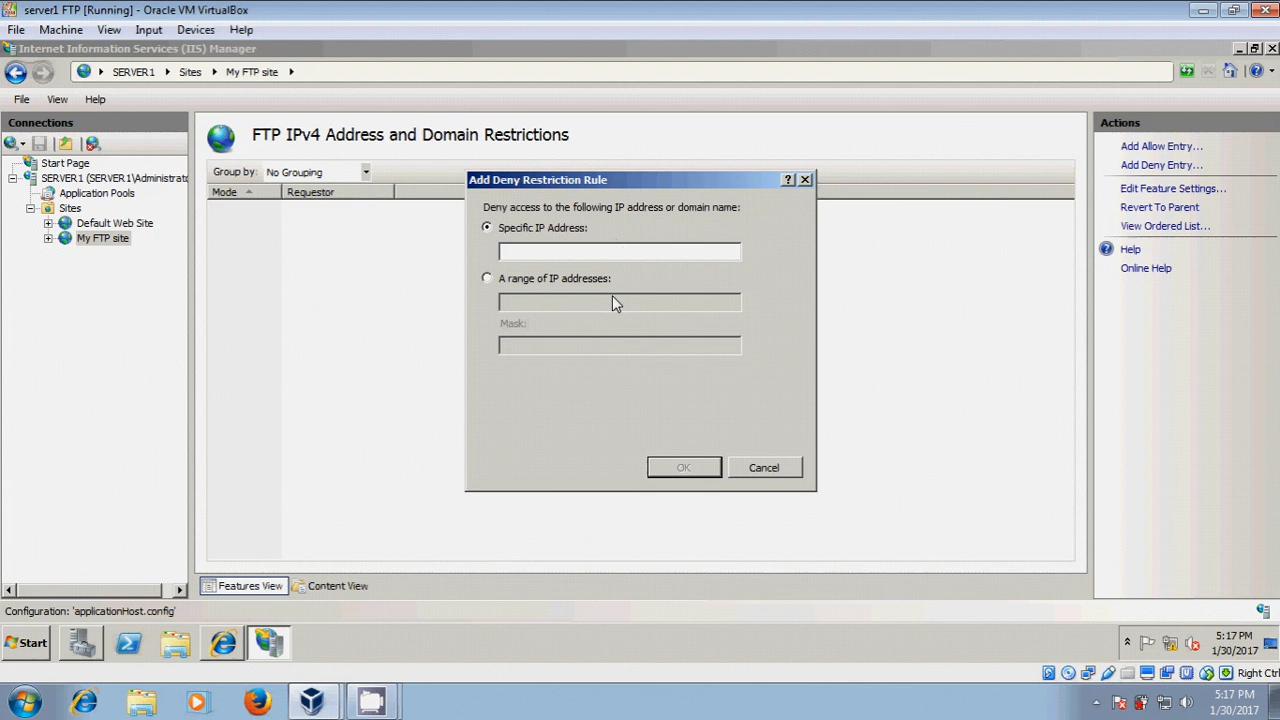 server1 FTP [Running] - Oracle VM VirtualBox
File Machine View Input Devices Help
Internet Information Services (IIS) Manager
SERVER1 Sites My FTP site
File View Help
Connections
Start Page
SERVER1 (SERVER1\Administrato
Application Pools
Sites
Default Web Site
My FTP site
FTP IPv4 Address and Domain Restrictions
Group by: No Grouping
Mode Requestor
Add Deny Restriction Rule
Deny access to the following IP address or domain name:
Specific IP Address:
A range of IP addresses:
Mask:
OK Cancel
Actions
Add Allow Entry...
Add Deny Entry...
Edit Feature Settings...
Revert To Parent
View Ordered List...
Help
Online Help
Features View Content View
Configuration: 'applicationHost.config'
Start
5:17 PM
1/30/2017
Right Ctrl
5:17 PM
1/30/2017